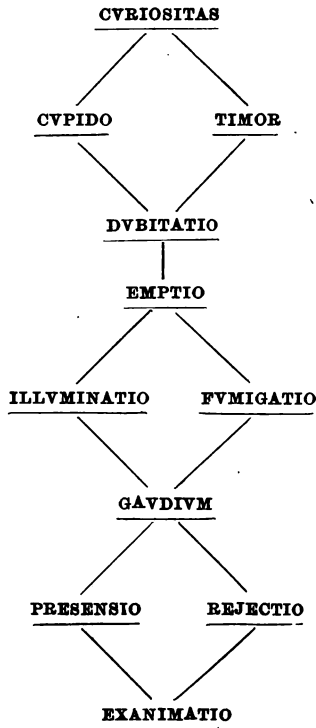 CVRIOSITAS
CVPIDO TIMOR
DVBITATIO
EMPTIO
ILLVMINATIO FVMIGATIO
GAVDIVM
PRESENSIO REJECTIO
EXANIMATIO